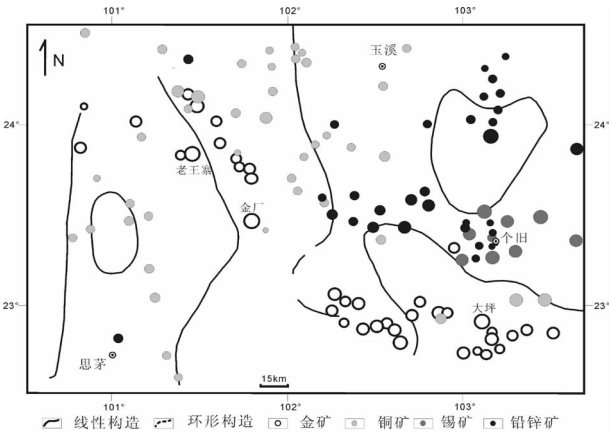 101° 102° 103°
N
玉溪
24° 24°
老王寨
金厂
个旧
23° 23°
大坪
思茅
15km
101° 102° 103°
线性构造 环形构造 金矿 铜矿 锡矿 铅锌矿